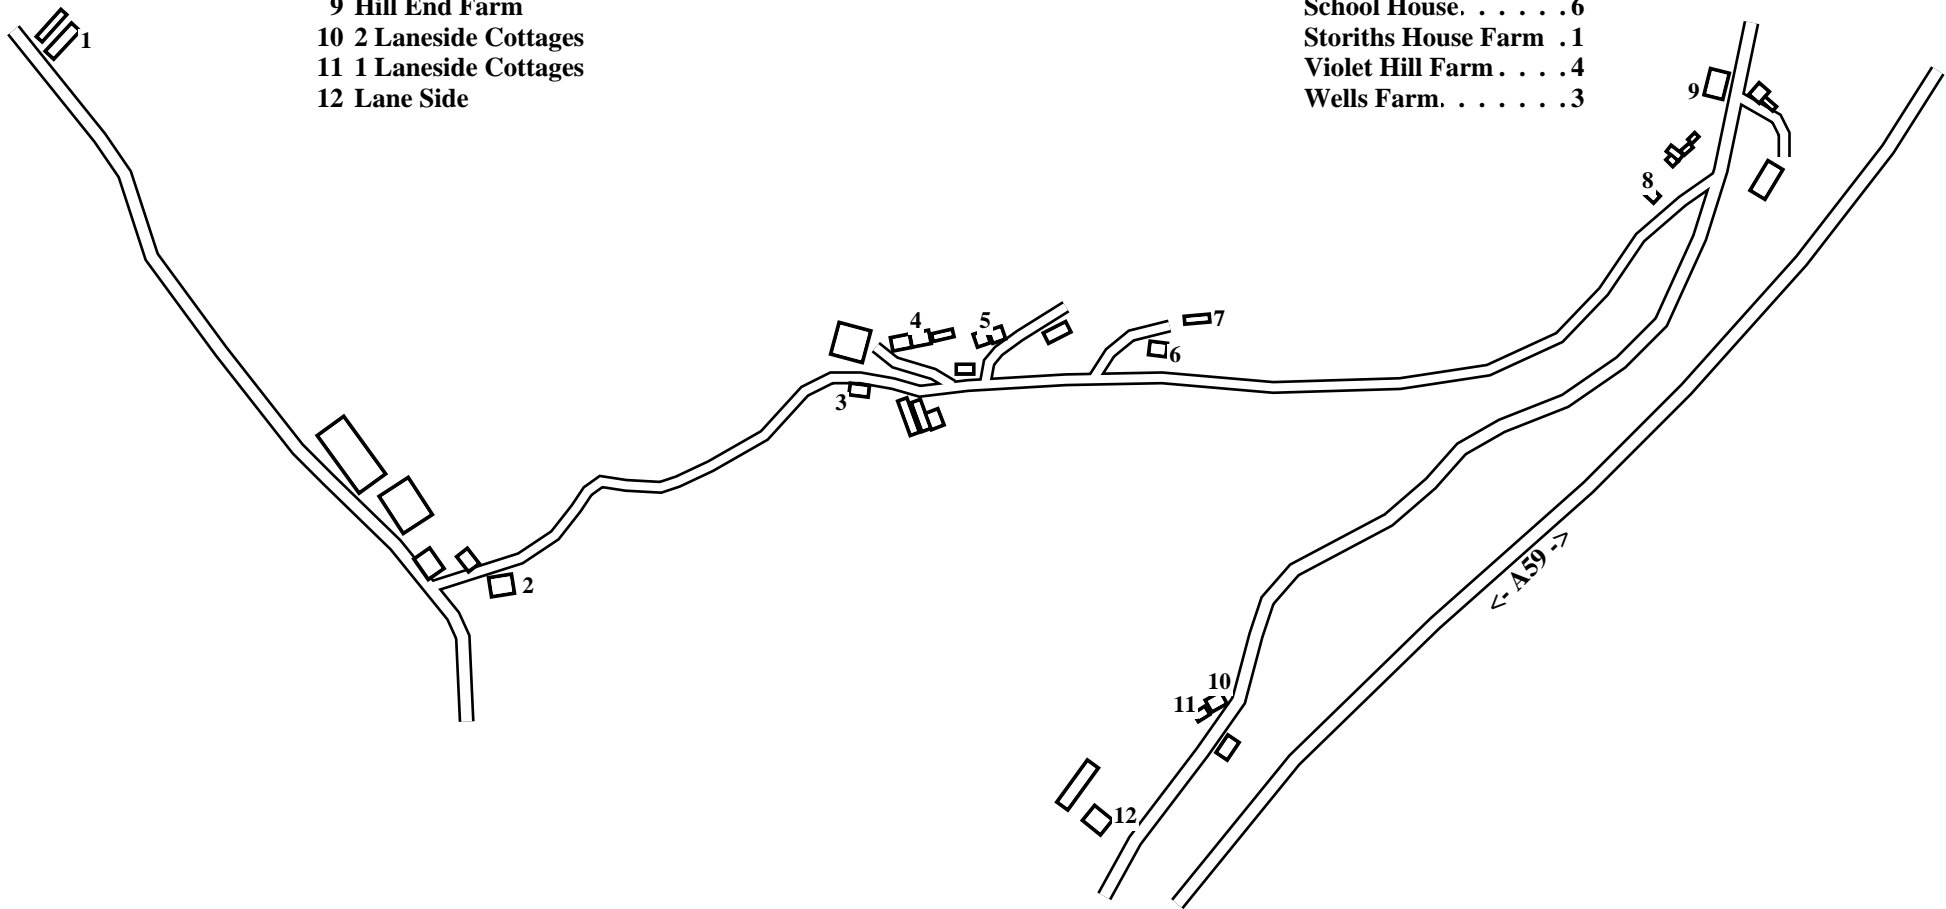 9 Hill End Farm
10 2 Laneside Cottages
11 1 Laneside Cottages
12 Lane Side
School House. . . . . . 6
Storiths House Farm . 1
Violet Hill Farm . . . . 4
Wells Farm. . . . . . . 3
1
9
8
4
5
7
6
3
2
<- A59 ->
10
11
12